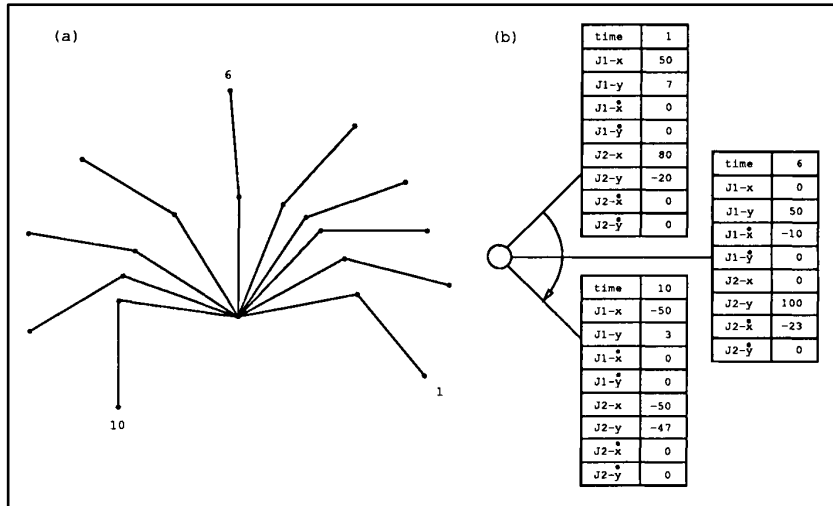 (a)
6
1
10
(b)
time 1
J1-x 50
J1-y 7
J1-ẋ 0
J1-ẏ 0
J2-x 80
J2-y -20
J2-ẋ 0
J2-ẏ 0
time 6
J1-x 0
J1-y 50
J1-ẋ -10
J1-ẏ 0
J2-x 0
J2-y 100
J2-ẋ -23
J2-ẏ 0
time 10
J1-x -50
J1-y 3
J1-ẋ 0
J1-ẏ 0
J2-x -50
J2-y -47
J2-ẋ 0
J2-ẏ 0